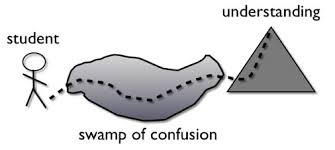 understanding
student
swamp of confusion